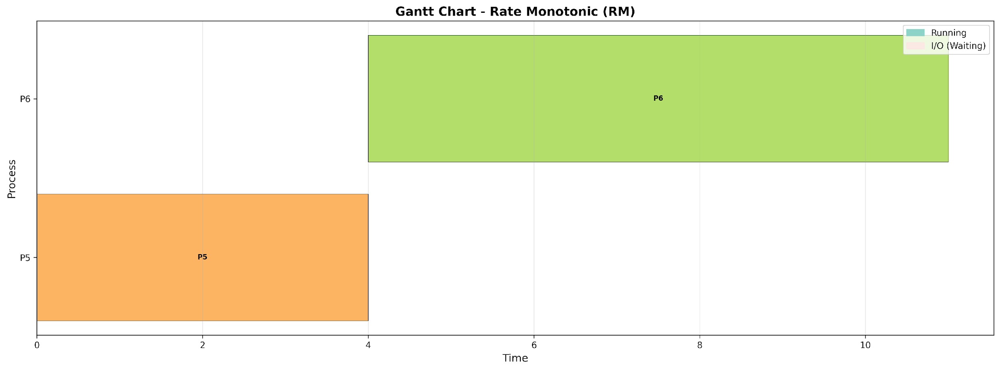 Gantt Chart - Rate Monotonic (RM)
Running
I/O (Waiting)
P6
P6
Process
P5
P5
0 2 4 6 8 10
Time